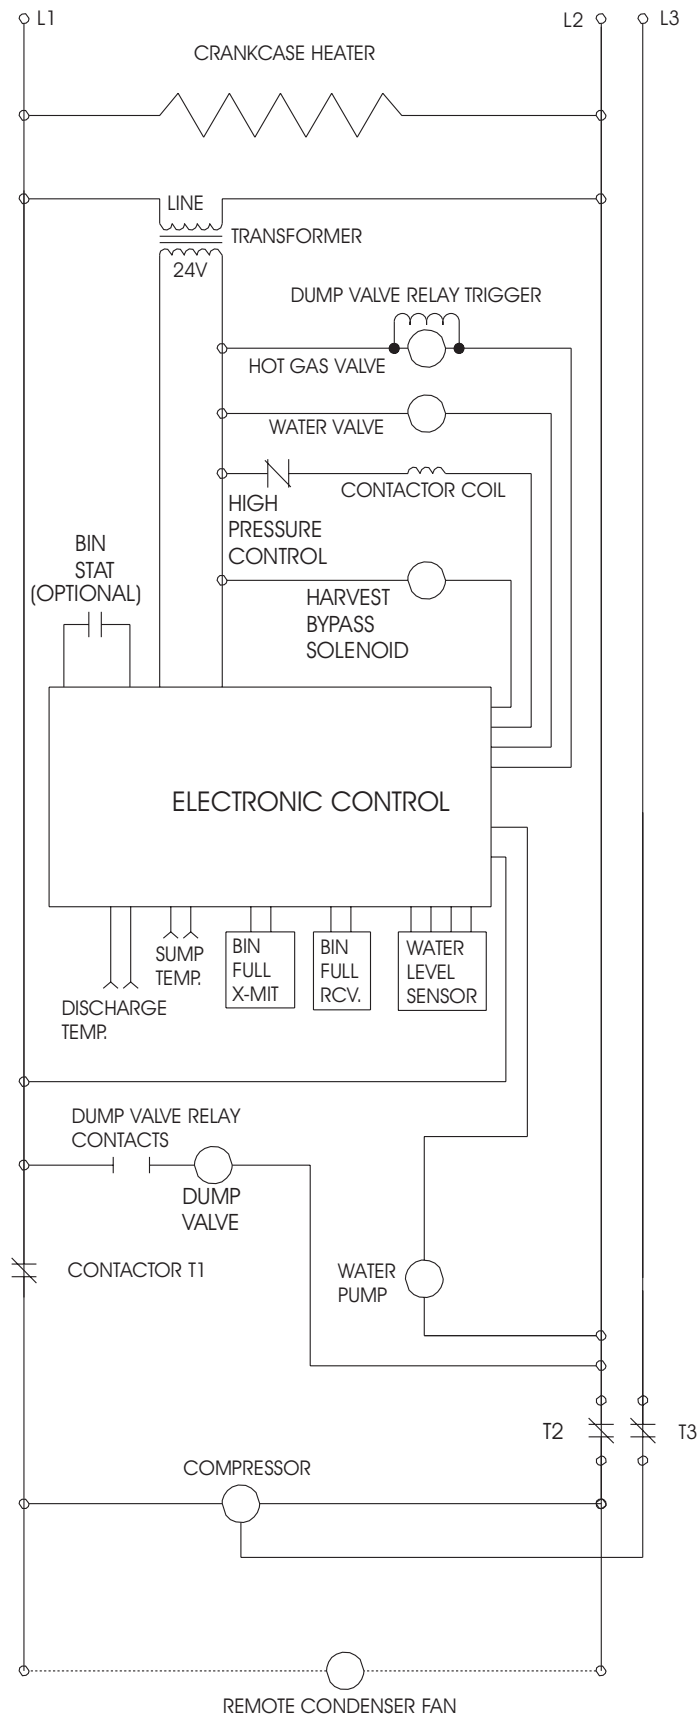 L1
L2
L3
CRANKCASE HEATER
LINE
TRANSFORMER
24V
DUMP VALVE RELAY TRIGGER
HOT GAS VALVE
WATER VALVE
CONTACTOR COIL
HIGH
PRESSURE
CONTROL
BIN
STAT
(OPTIONAL)
HARVEST
BYPASS
SOLENOID
ELECTRONIC CONTROL
DISCHARGE
TEMP.
SUMP
TEMP.
BIN
FULL
X-MIT
BIN
FULL
RCV.
WATER
LEVEL
SENSOR
DUMP VALVE RELAY
CONTACTS
DUMP
VALVE
CONTACTOR T1
WATER
PUMP
T2
T3
COMPRESSOR
REMOTE CONDENSER FAN